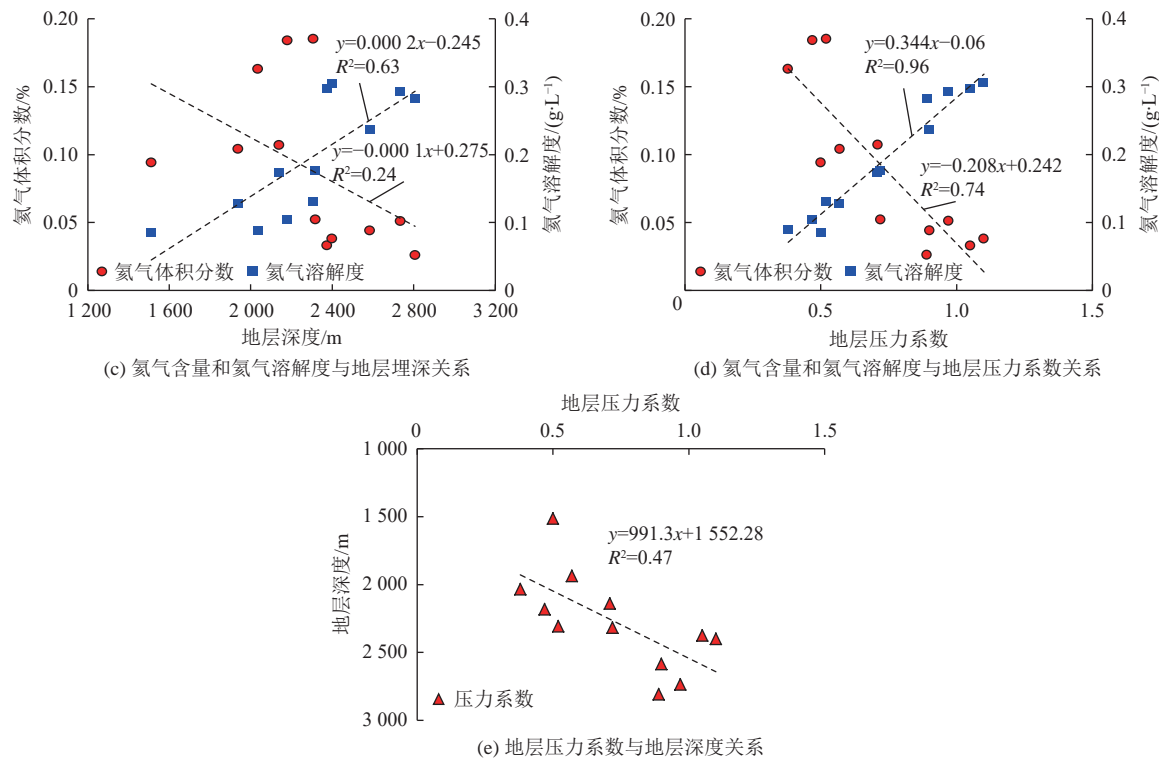 0.20
0.15
0.10
0.05
0
氦气体积分数/%
0.4
0.3
0.2
0.1
0
氦气溶解度/(g·L⁻¹)
y=0.000 2x−0.245
R²=0.63
y=−0.000 1x+0.275
R²=0.24
氦气体积分数 氦气溶解度
1 200 1 600 2 000 2 400 2 800 3 200
地层深度/m
(c) 氦气含量和氦气溶解度与地层埋深关系
0.20
0.15
0.10
0.05
0
氦气体积分数/%
0.4
0.3
0.2
0.1
0
氦气溶解度/(g·L⁻¹)
y=0.344x−0.06
R²=0.96
y=−0.208x+0.242
R²=0.74
氦气体积分数 氦气溶解度
0 0.5 1.0 1.5
地层压力系数
(d) 氦气含量和氦气溶解度与地层压力系数关系
地层压力系数
0 0.5 1.0 1.5
1 000
1 500
2 000
2 500
3 000
地层深度/m
y=991.3x+1 552.28
R²=0.47
压力系数
(e) 地层压力系数与地层深度关系